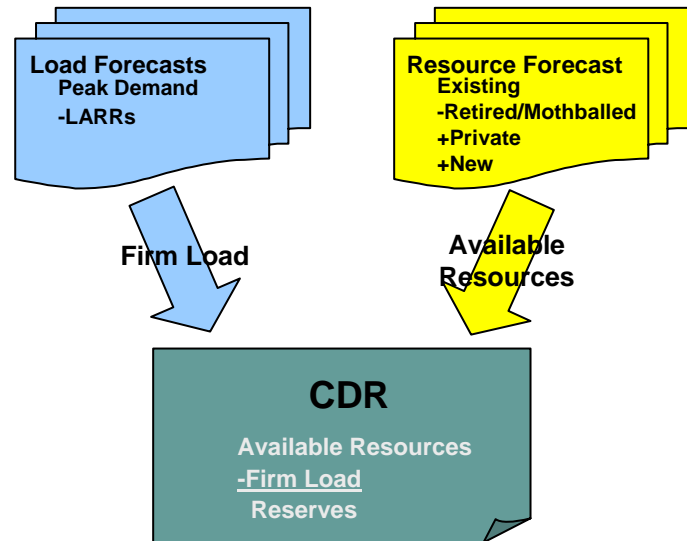 Load Forecasts
Peak Demand
-LARRs
Resource Forecast
Existing
-Retired/Mothballed
+Private
+New
Firm Load
Available
Resources
CDR
Available Resources
-Firm Load
Reserves